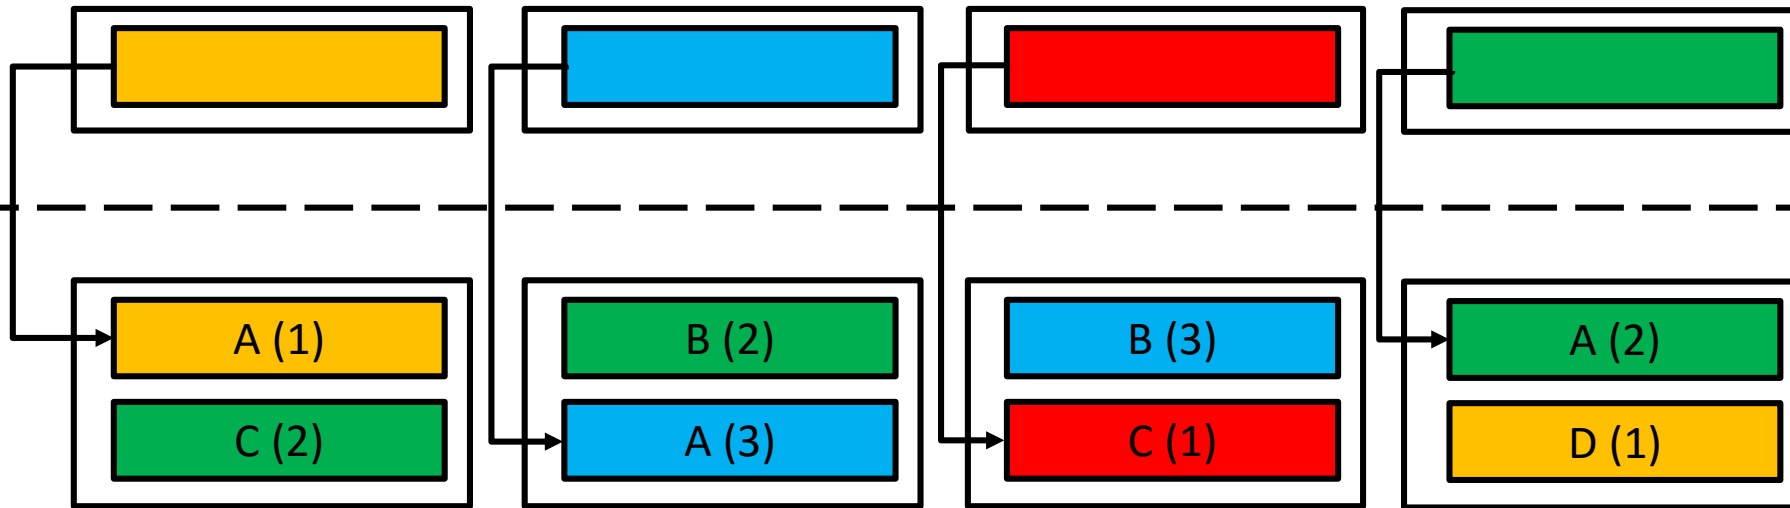 A (1)
B (2)
B (3)
A (2)
C (2)
A (3)
C (1)
D (1)